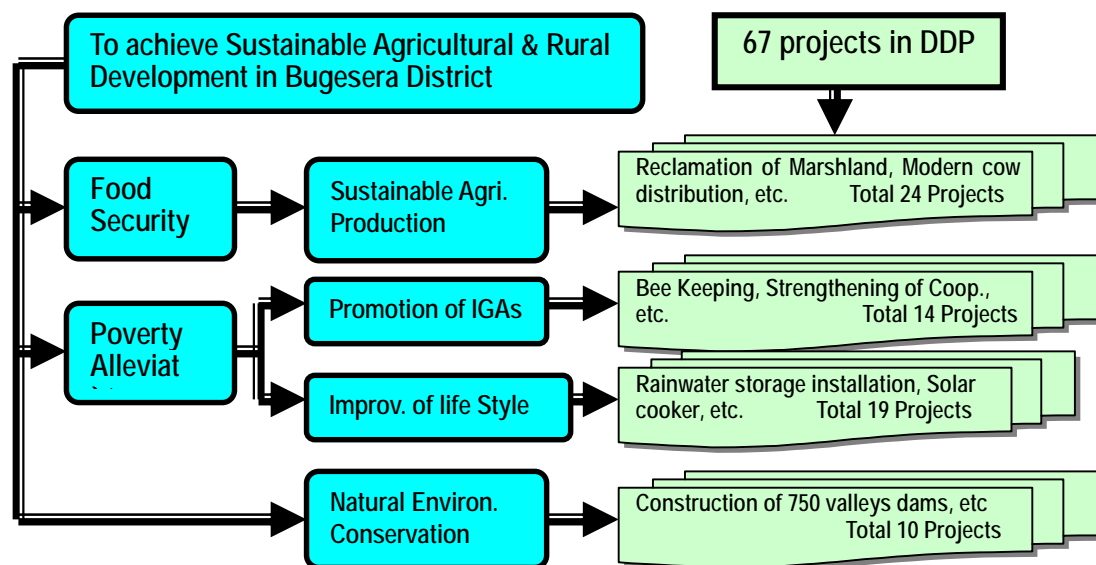 To achieve Sustainable Agricultural & Rural
Development in Bugesera District
67 projects in DDP
Food
Security
Sustainable Agri.
Production
Reclamation of Marshland, Modern cow
distribution, etc. Total 24 Projects
Poverty
Alleviat
Promotion of IGAs
Bee Keeping, Strengthening of Coop.,
etc. Total 14 Projects
Improv. of life Style
Rainwater storage installation, Solar
cooker, etc. Total 19 Projects
Natural Environ.
Conservation
Construction of 750 valleys dams, etc
Total 10 Projects